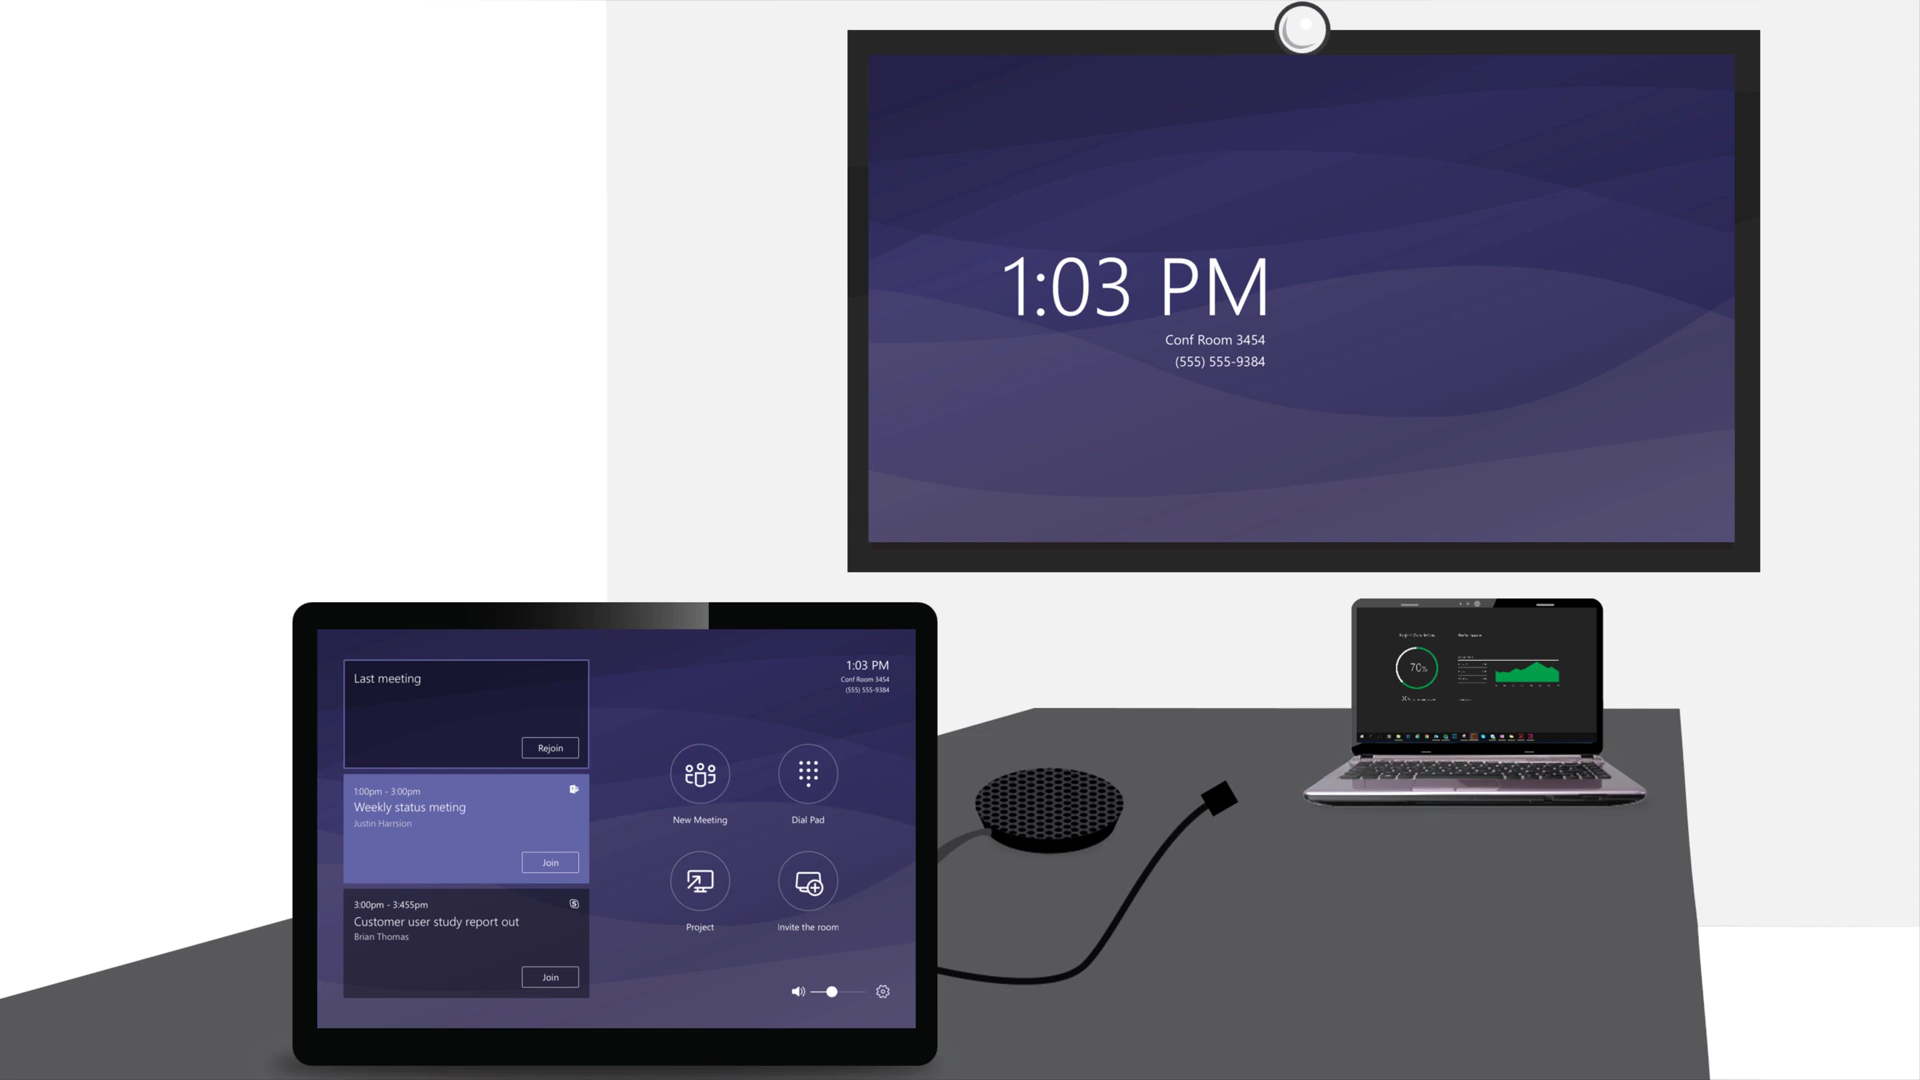 1:03 PM
Conf Room 3454
(555) 555-9384
Last meeting
Rejoin
1:00pm - 3:00pm
Weekly status meting
Justin Harrsion
Join
3:00pm - 3:455pm
Customer user study report out
Brian Thomas
Join
1:03 PM
Conf Room 3454
(555) 555-9384
New Meeting
Dial Pad
Project
Invite the room
70%